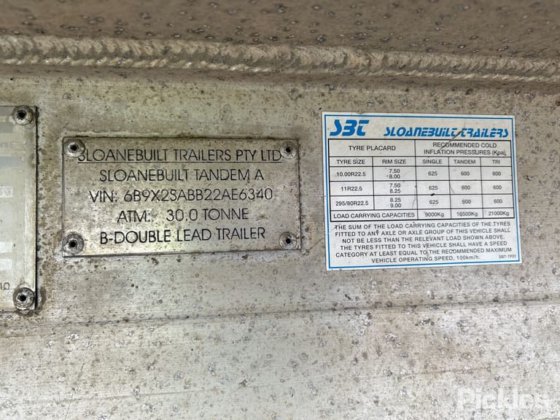 SLOANEBUILT TRAILERS PTY LTD
SLOANEBUILT TANDEM A
VIN: 6B9X2SABB22AE6340
ATM: 30.0 TONNE
B-DOUBLE LEAD TRAILER
SBT SLOANEBUILT TRAILERS
TYRE PLACARD RECOMMENDED COLD INFLATION PRESSURES (Kpa)
TYRE SIZE RIM SIZE SINGLE TANDEM TRI
10.00R22.5 7.50 8.00 625 600 600
11R22.5 7.50 8.25 625 600 600
295/80R22.5 8.25 9.00 625 600 600
LOAD CARRYING CAPACITIES 9000Kg 16500Kg 21000Kg
THE SUM OF THE LOAD CARRYING CAPACITIES OF THE TYRES
FITTED TO ANY AXLE OR AXLE GROUP OF THIS VEHICLE SHALL
NOT BE LESS THAN THE RELEVANT LOAD SHOWN ABOVE.
THE TYRES FITTED TO THIS VEHICLE SHALL HAVE A SPEED
CATEGORY AT LEAST EQUAL TO THE RECOMMENDED MAXIMUM
VEHICLE OPERATING SPEED, 100km/h.
Pickles